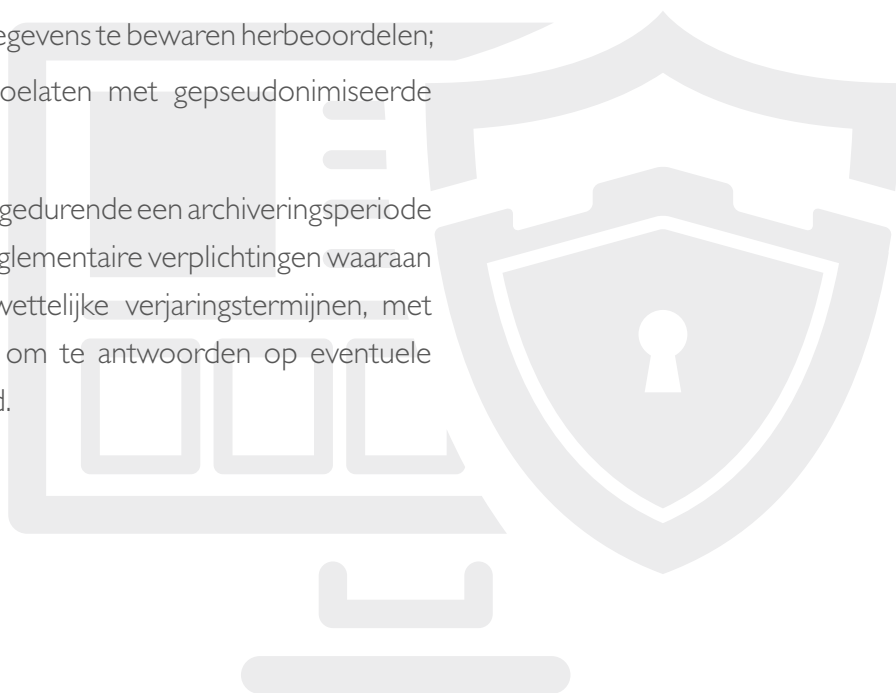 egevens te bewaren herbeoordelen;
oelaten met gepseudonimiseerde
gedurende een archiveringsperiode
glementaire verplichtingen waaraan
wettelijke verjaringstermijnen, met
om te antwoorden op eventuele
d.